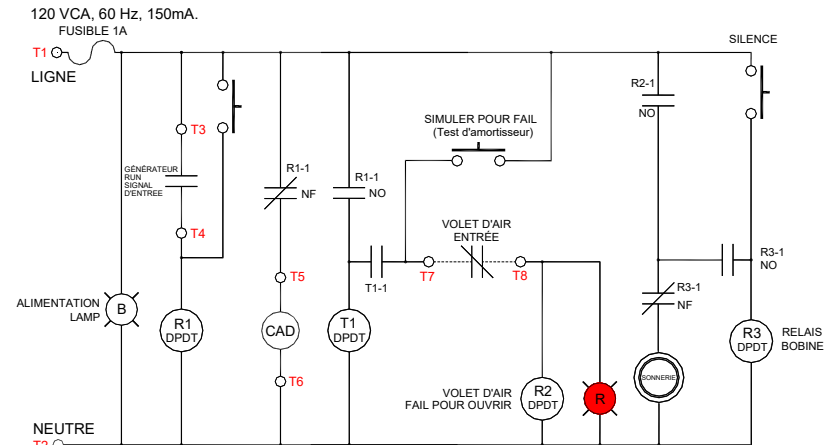 120 VCA, 60 Hz, 150mA.
FUSIBLE 1A
T1
LIGNE
SILENCE
R2-1
NO
SIMULER POUR FAIL
(Test d'amortisseur)
T3
GÉNÉRATEUR
RUN
SIGNAL
D'ENTREE
R1-1
NF
R1-1
NO
T4
VOLET D'AIR
ENTRÉE
T7
T8
T1-1
R3-1
NO
T5
R3-1
NF
ALIMENTATION
LAMP
B
R1
DPDT
CAD
T1
DPDT
R3
DPDT
RELAIS
BOBINE
T6
VOLET D'AIR
FAIL POUR OUVRIR
R2
DPDT
R
SONNERIE
NEUTRE
T2